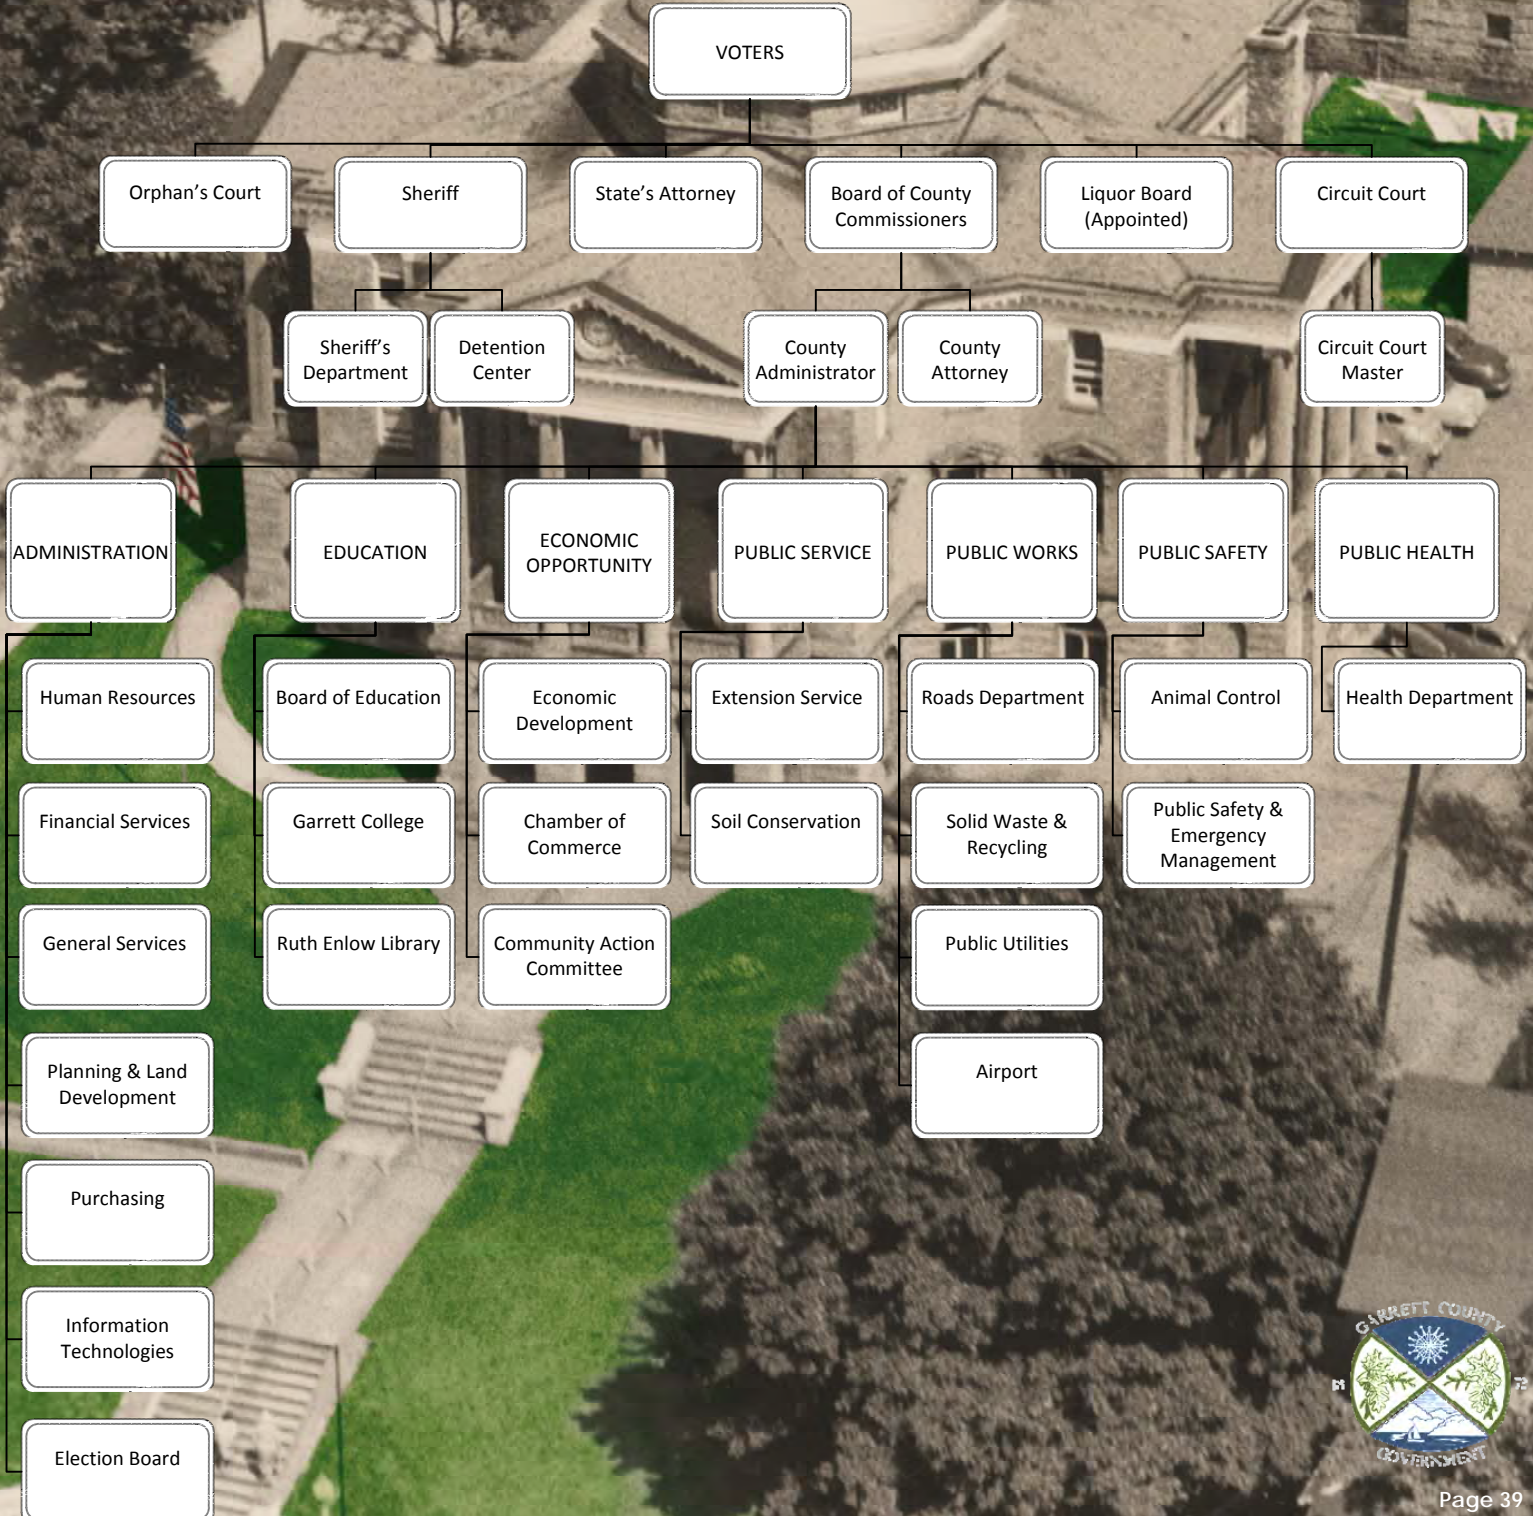 VOTERS
Orphan's Court
Sheriff
State's Attorney
Board of County
Commissioners
Liquor Board
(Appointed)
Circuit Court
Sheriff's
Department
Detention
Center
County
Administrator
County
Attorney
Circuit Court
Master
ADMINISTRATION
EDUCATION
ECONOMIC
OPPORTUNITY
PUBLIC SERVICE
PUBLIC WORKS
PUBLIC SAFETY
PUBLIC HEALTH
Human Resources
Board of Education
Economic
Development
Extension Service
Roads Department
Animal Control
Health Department
Financial Services
Garrett College
Chamber of
Commerce
Soil Conservation
Solid Waste &
Recycling
Public Safety &
Emergency
Management
General Services
Ruth Enlow Library
Community Action
Committee
Public Utilities
Planning & Land
Development
Airport
Purchasing
Information
Technologies
Election Board
GARRETT COUNTY
GOVERNMENT
Page 39